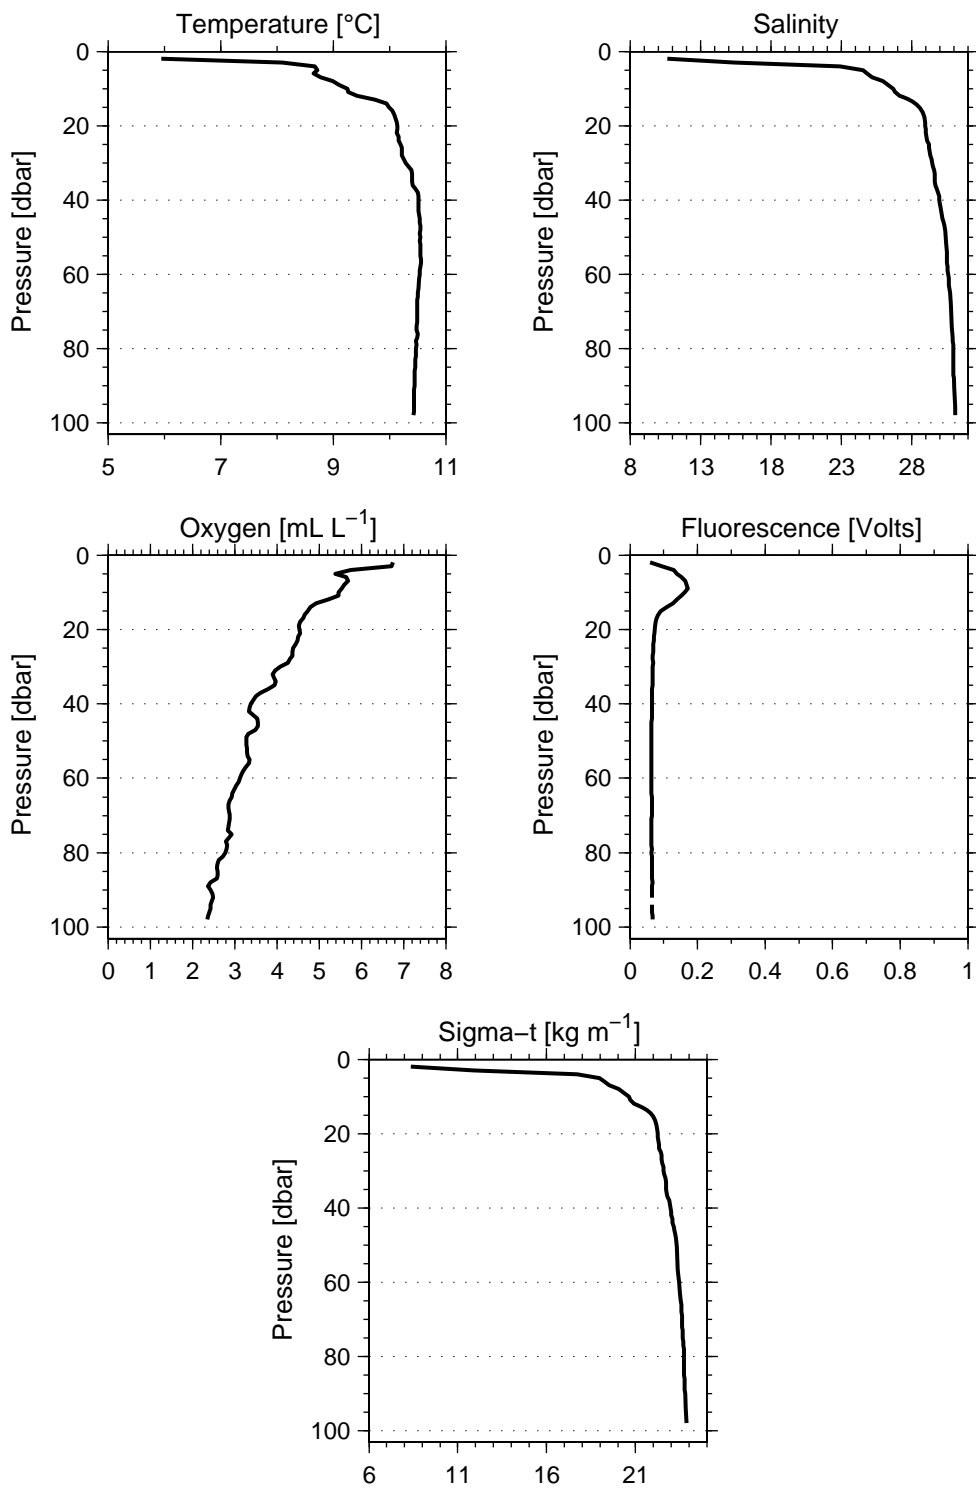 Temperature [°C]
Salinity
0
20
40
60
80
100
Pressure [dbar]
5 7 9 11
0
20
40
60
80
100
Pressure [dbar]
8 13 18 23 28
Oxygen [mL L⁻¹]
Fluorescence [Volts]
0
20
40
60
80
100
Pressure [dbar]
0 1 2 3 4 5 6 7 8
0
20
40
60
80
100
Pressure [dbar]
0 0.2 0.4 0.6 0.8 1
Sigma−t [kg m⁻¹]
0
20
40
60
80
100
Pressure [dbar]
6 11 16 21